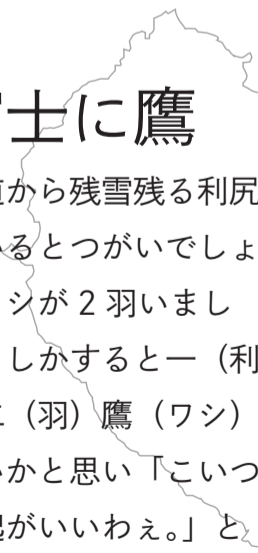 士に鷹
から残雪残る利尻
るとつがいでしょ
シが 2 羽いまし
しかすると一（利
（羽）鷹（ワシ）
かと思い「こいつ
がいいわぇ。」と